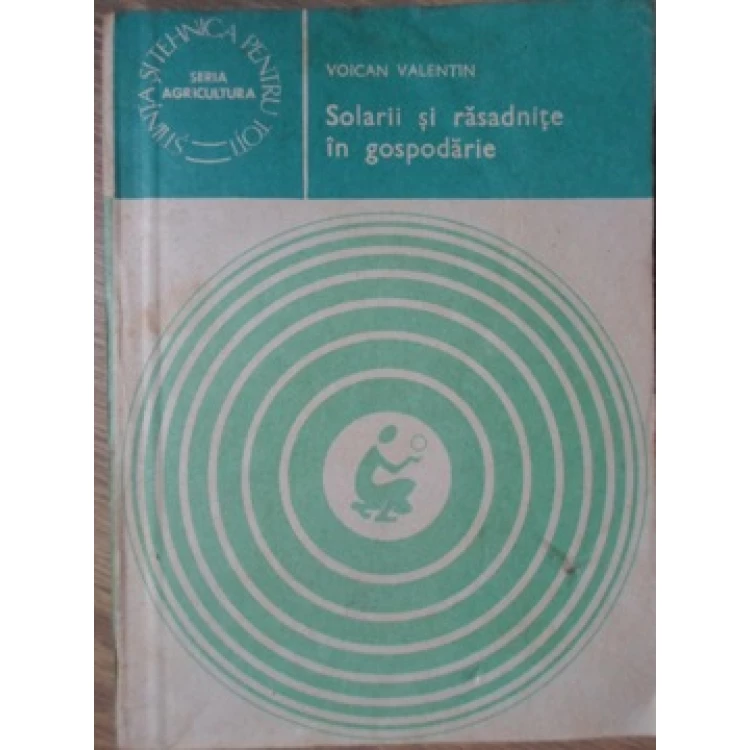 ȘTIINȚA ȘI TEHNICA PENTRU TOȚI
SERIA
AGRICULTURA
VOICAN VALENTIN
Solarii și răsadnițe
în gospodărie